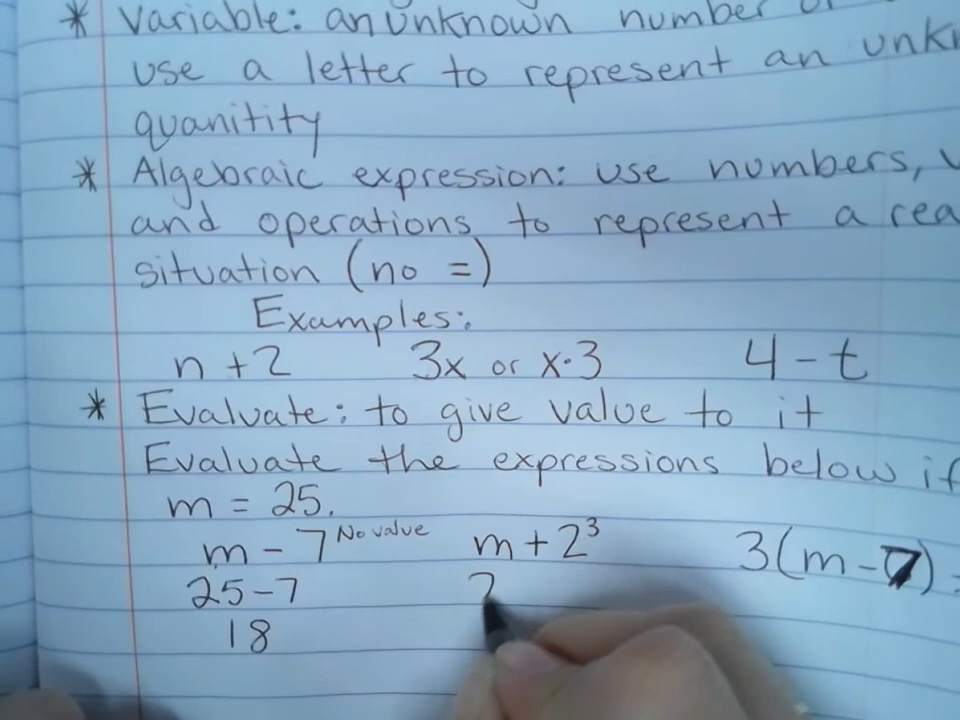 * Variable: an unknown number
use a letter to represent an
quanitity
* Algebraic expression: use numbers,
and operations to represent a
situation (no =)
Examples:
n + 2 3x or x·3 4 - t
* Evaluate: to give value to it
Evaluate the expressions below if
m = 25.
m - 7 No value m + 2³ 3(m - 7)
25 - 7 2
18